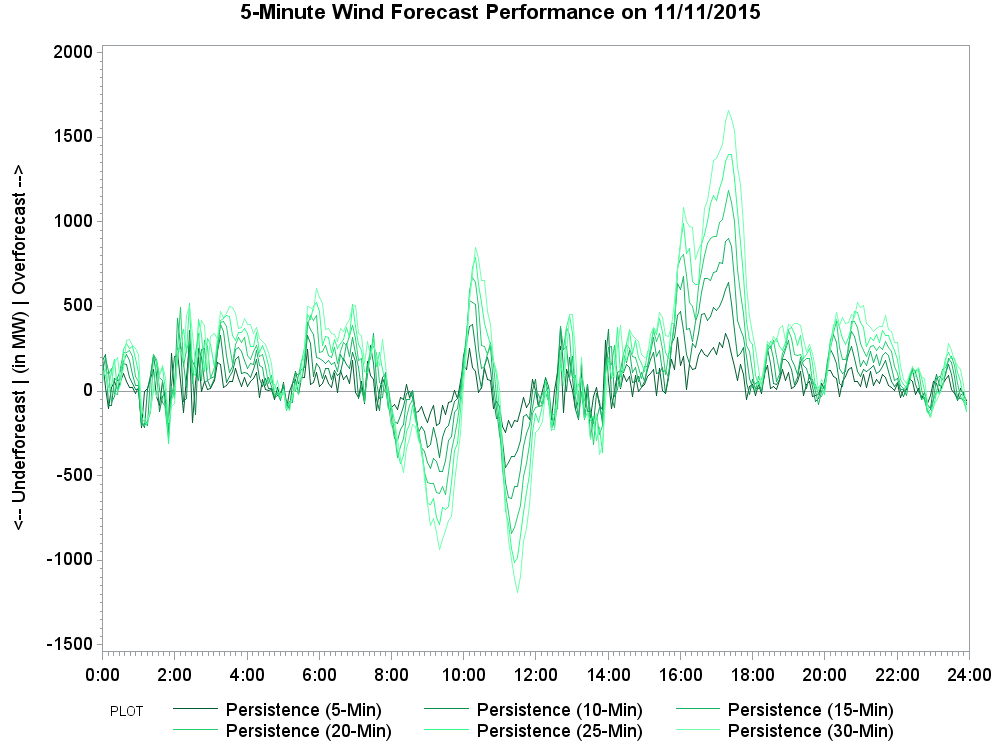 5-Minute Wind Forecast Performance on 11/11/2015
<-- Underforecast | (in MW) | Overforecast -->
2000
1500
1000
500
0
-500
-1000
-1500
0:00 2:00 4:00 6:00 8:00 10:00 12:00 14:00 16:00 18:00 20:00 22:00 24:00
PLOT Persistence (5-Min) Persistence (10-Min) Persistence (15-Min)
Persistence (20-Min) Persistence (25-Min) Persistence (30-Min)